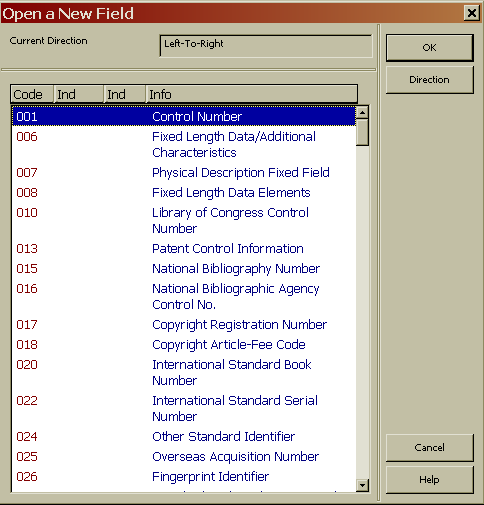 Open a New Field
Current Direction
Left-To-Right
OK
Direction
Code Ind Ind Info
001 Control Number
006 Fixed Length Data/Additional
Characteristics
007 Physical Description Fixed Field
008 Fixed Length Data Elements
010 Library of Congress Control
Number
013 Patent Control Information
015 National Bibliography Number
016 National Bibliographic Agency
Control No.
017 Copyright Registration Number
018 Copyright Article-Fee Code
020 International Standard Book
Number
022 International Standard Serial
Number
024 Other Standard Identifier
025 Overseas Acquisition Number
026 Fingerprint Identifier
Cancel
Help